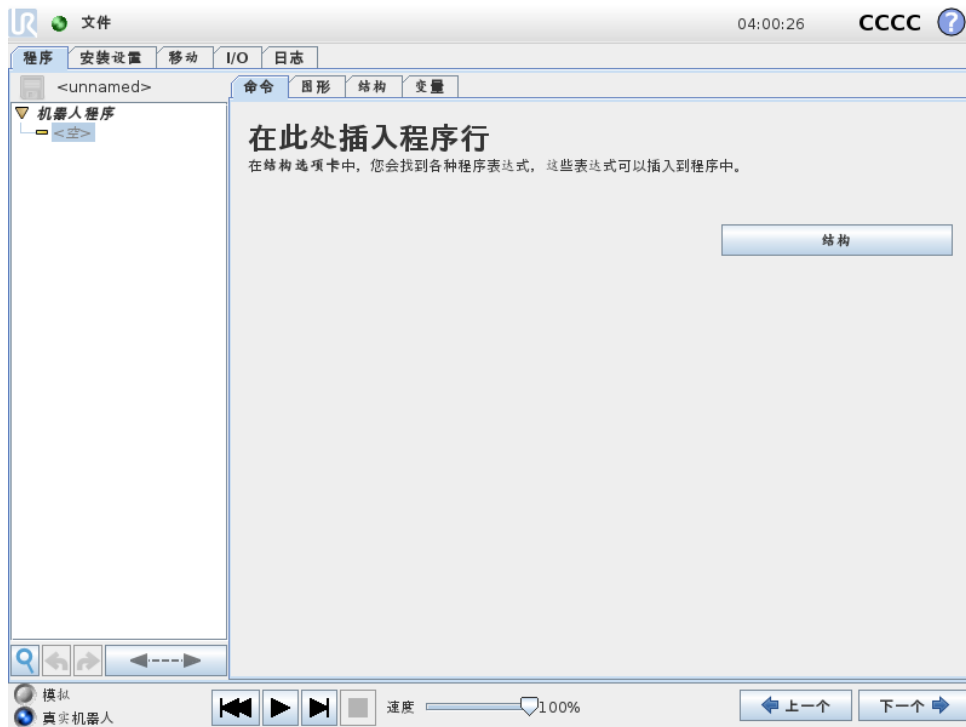 UR 文件 04:00:26 CCCC ?
程序 安装设置 移动 I/O 日志
<unnamed> 命令 图形 结构 变量
机器人程序
<空>
在此处插入程序行
在结构选项卡中，您会找到各种程序表达式，这些表达式可以插入到程序中。
结构
模拟
真实机器人
速度 100%
上一个 下一个